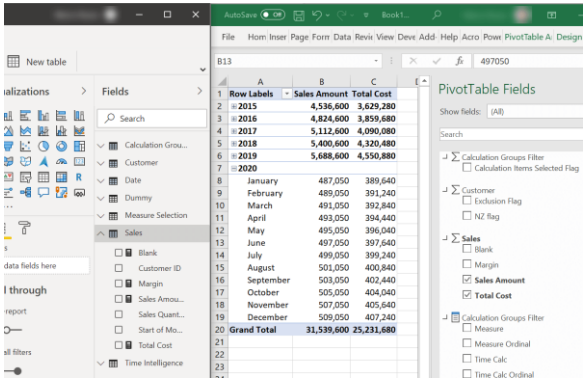 New table
alizations
Fields
Search
Calculation Grou...
Customer
Date
Dummy
Measure Selection
Sales
Blank
Customer ID
Margin
Sales Amou...
Sales Quant...
Start of Mo...
Total Cost
Time Intelligence
R
data fields here
l through
-report
all filters
AutoSave Off
Book1...
File Hom Inser Page Form Data Revie View Deve Add- Help Acro Powe PivotTable A: Design
B13
fx 497050
A B C
1 Row Labels Sales Amount Total Cost
2 2015 4,536,600 3,629,280
3 2016 4,824,600 3,859,680
4 2017 5,112,600 4,090,080
5 2018 5,400,600 4,320,480
6 2019 5,688,600 4,550,880
7 2020
8 January 487,050 389,640
9 February 489,050 391,240
10 March 491,050 392,840
11 April 493,050 394,440
12 May 495,050 396,040
13 June 497,050 397,640
14 July 499,050 399,240
15 August 501,050 400,840
16 September 503,050 402,440
17 October 505,050 404,040
18 November 507,050 405,640
19 December 509,050 407,240
20 Grand Total 31,539,600 25,231,680
21
22
23
PivotTable Fields
Show fields: (All)
Search
Calculation Groups Filter
Calculation Items Selected Flag
Customer
Exclusion Flag
NZ flag
Sales
Blank
Margin
Sales Amount
Total Cost
Calculation Groups Filter
Measure
Measure Ordinal
Time Calc
Time Calc Ordinal